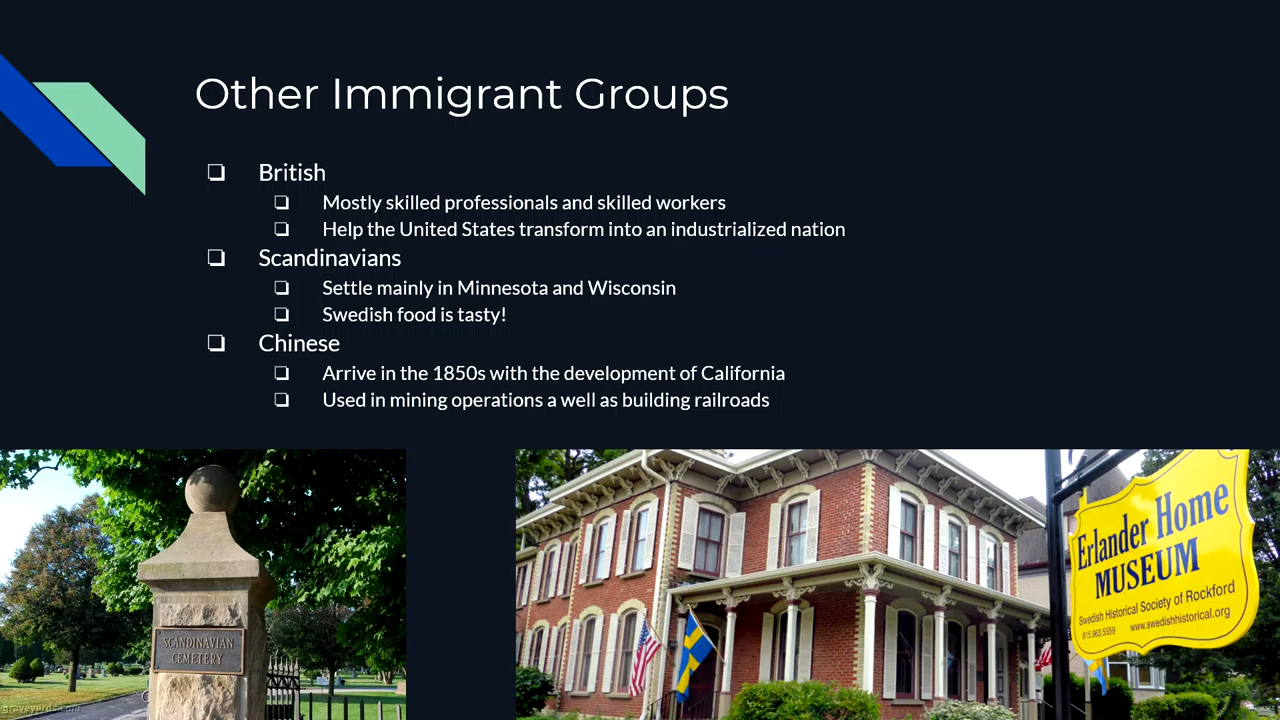 Other Immigrant Groups
❏ British
❏ Mostly skilled professionals and skilled workers
❏ Help the United States transform into an industrialized nation
❏ Scandinavians
❏ Settle mainly in Minnesota and Wisconsin
❏ Swedish food is tasty!
❏ Chinese
❏ Arrive in the 1850s with the development of California
❏ Used in mining operations a well as building railroads
SCANDINAVIAN
CEMETERY
Erlander Home
MUSEUM
Swedish Historical Society of Rockford
815.963.5559 www.swedishhistorical.org